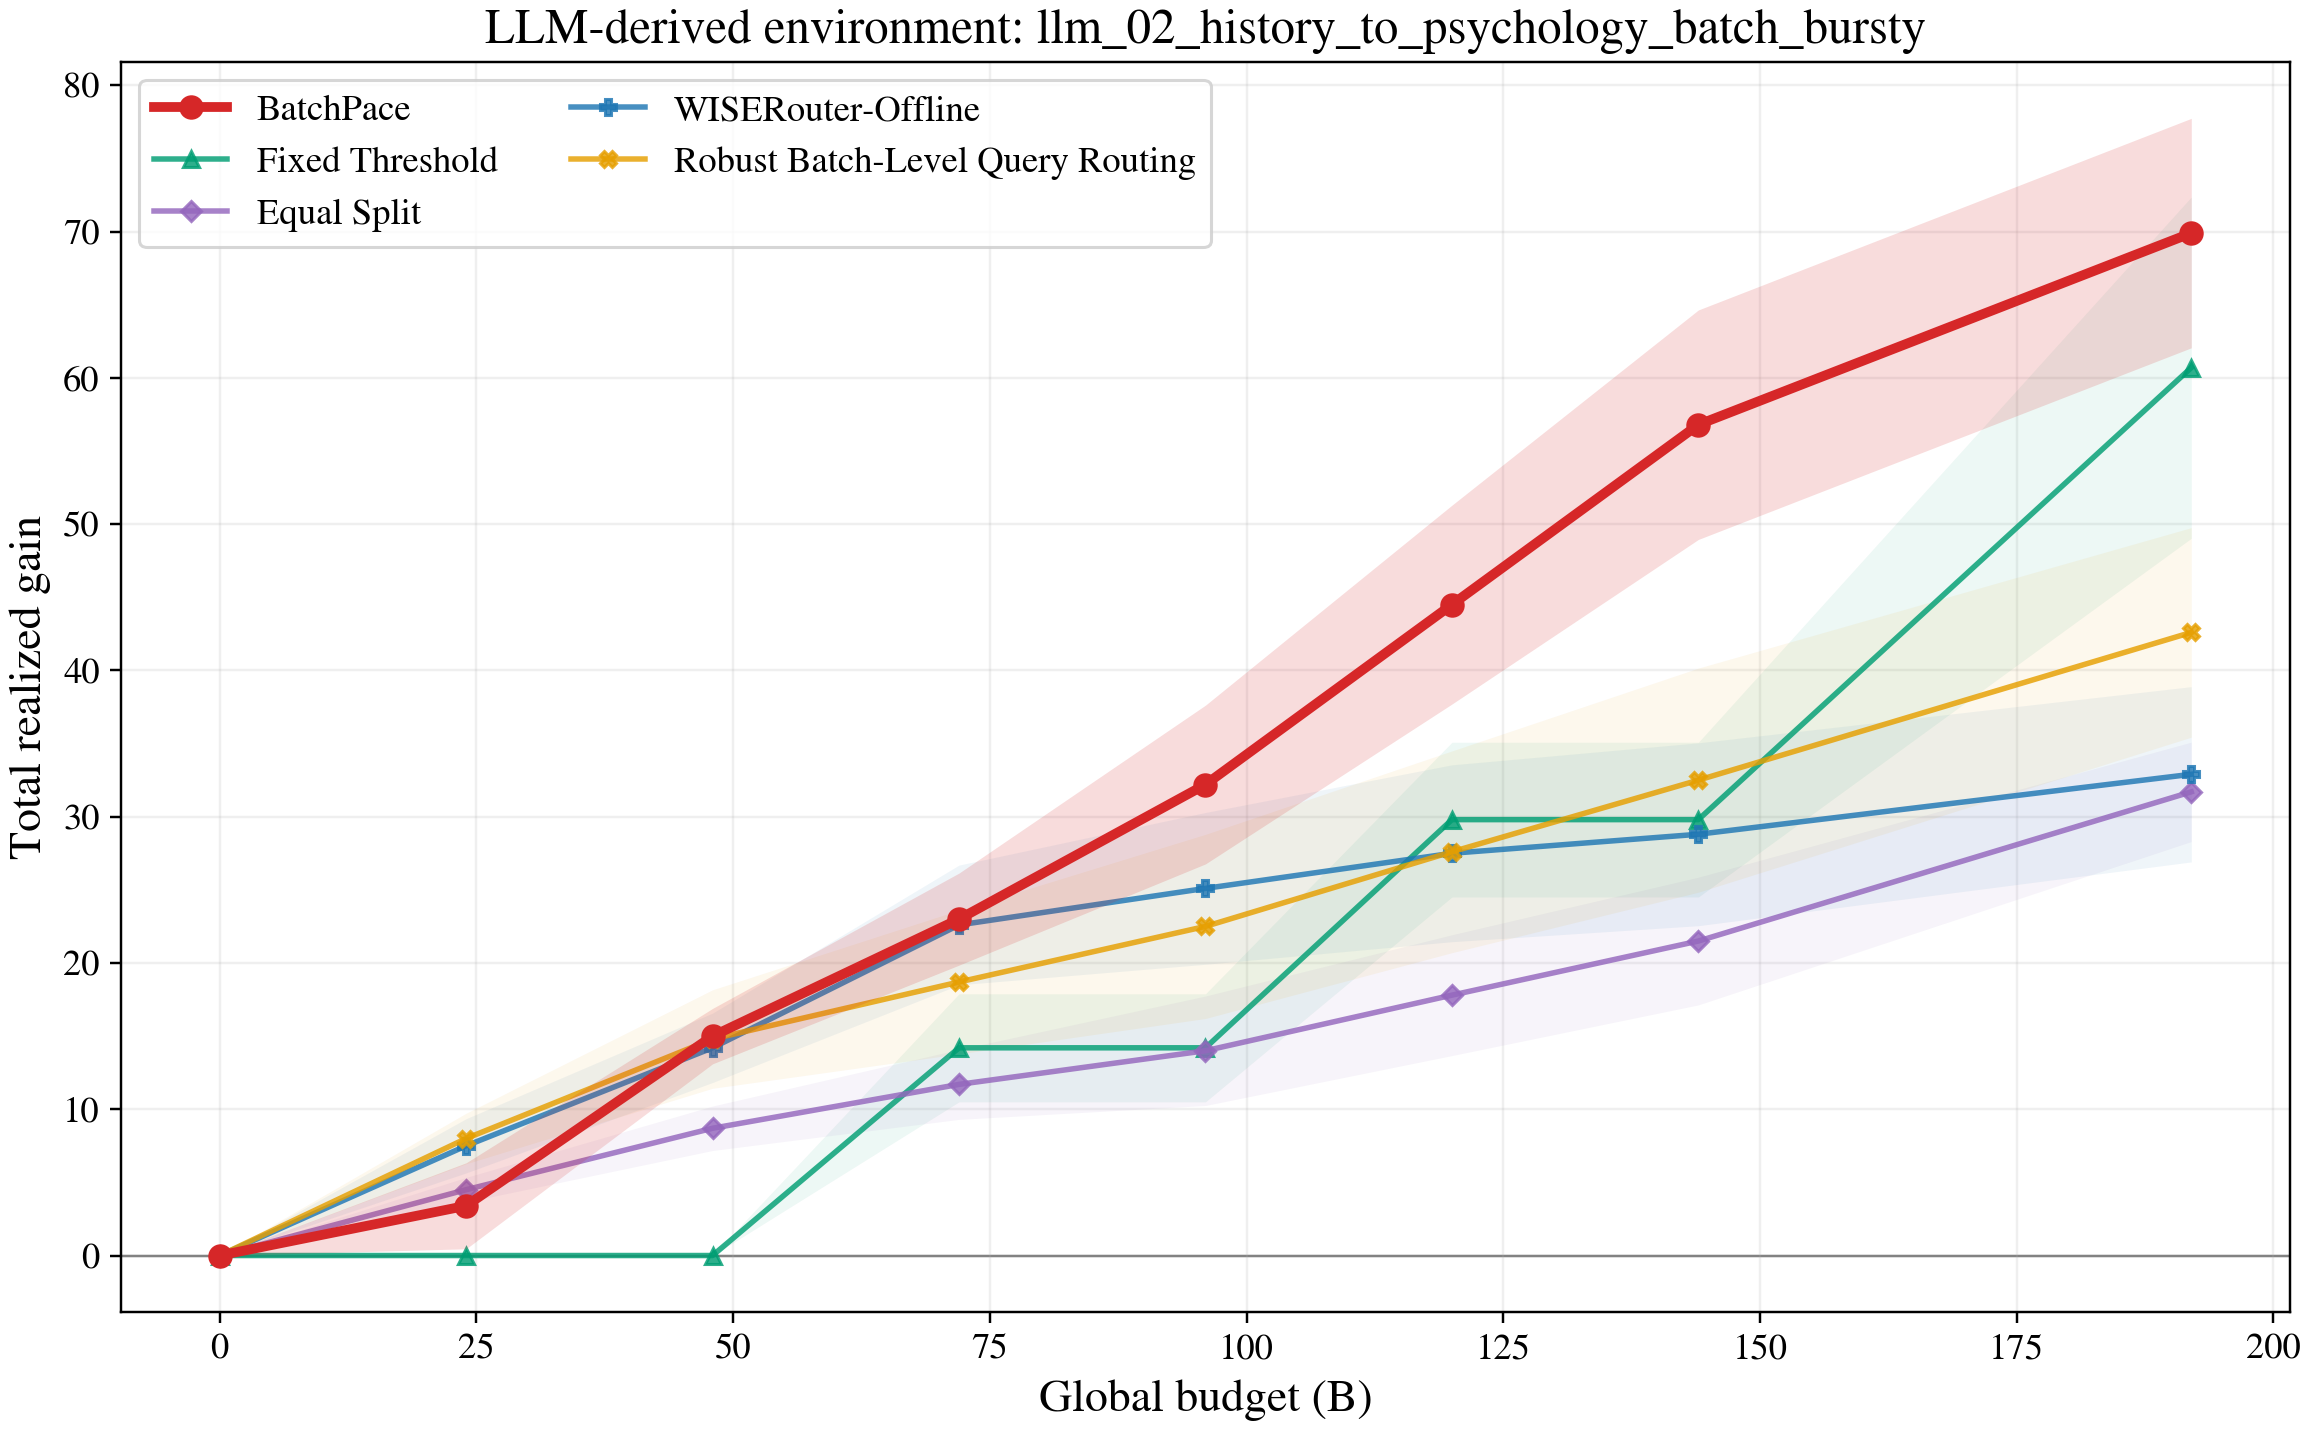 LLM-derived environment: llm_02_history_to_psychology_batch_bursty
BatchPace
Fixed Threshold
Equal Split
WISERouter-Offline
Robust Batch-Level Query Routing
Total realized gain
80
70
60
50
40
30
20
10
0
0 25 50 75 100 125 150 175 200
Global budget (B)